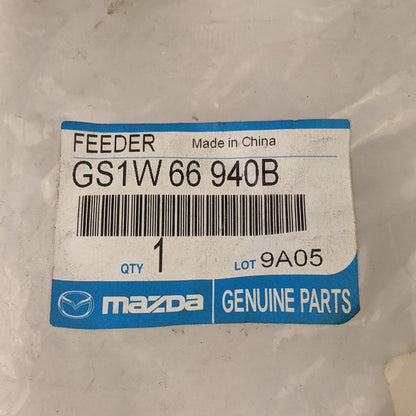 FEEDER Made in China
GS1W 66 940B
QTY 1 LOT 9A05
mazda GENUINE PARTS